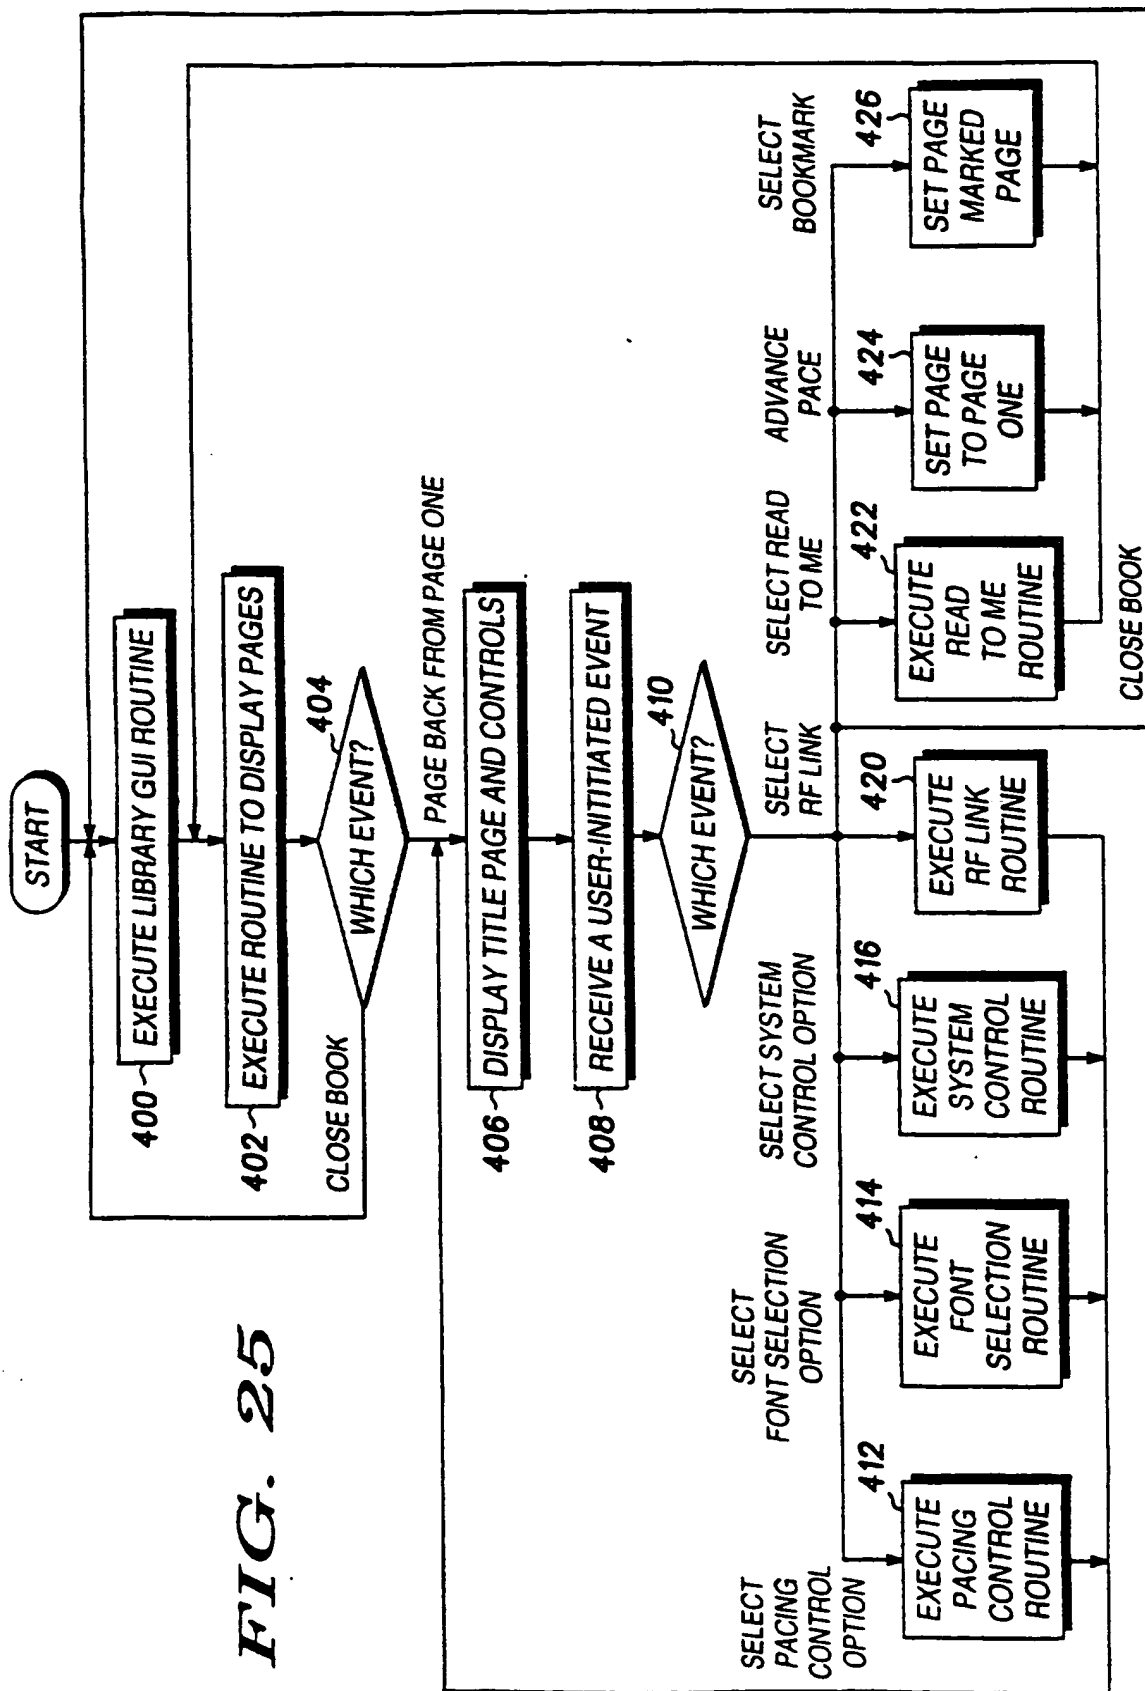 FIG. 25
START
400
EXECUTE LIBRARY GUI ROUTINE
402
EXECUTE ROUTINE TO DISPLAY PAGES
404
WHICH EVENT?
CLOSE BOOK
PAGE BACK FROM PAGE ONE
406
DISPLAY TITLE PAGE AND CONTROLS
408
RECEIVE A USER-INITITIATED EVENT
410
WHICH EVENT?
SELECT
PACING
CONTROL
OPTION
412
EXECUTE
PACING
CONTROL
ROUTINE
SELECT
FONT SELECTION
OPTION
414
EXECUTE
FONT
SELECTION
ROUTINE
SELECT SYSTEM
CONTROL OPTION
416
EXECUTE
SYSTEM
CONTROL
ROUTINE
SELECT
RF LINK
420
EXECUTE
RF LINK
ROUTINE
SELECT READ
TO ME
422
EXECUTE
READ
TO ME
ROUTINE
ADVANCE
PACE
424
SET PAGE
TO PAGE
ONE
SELECT
BOOKMARK
426
SET PAGE
MARKED
PAGE
CLOSE BOOK